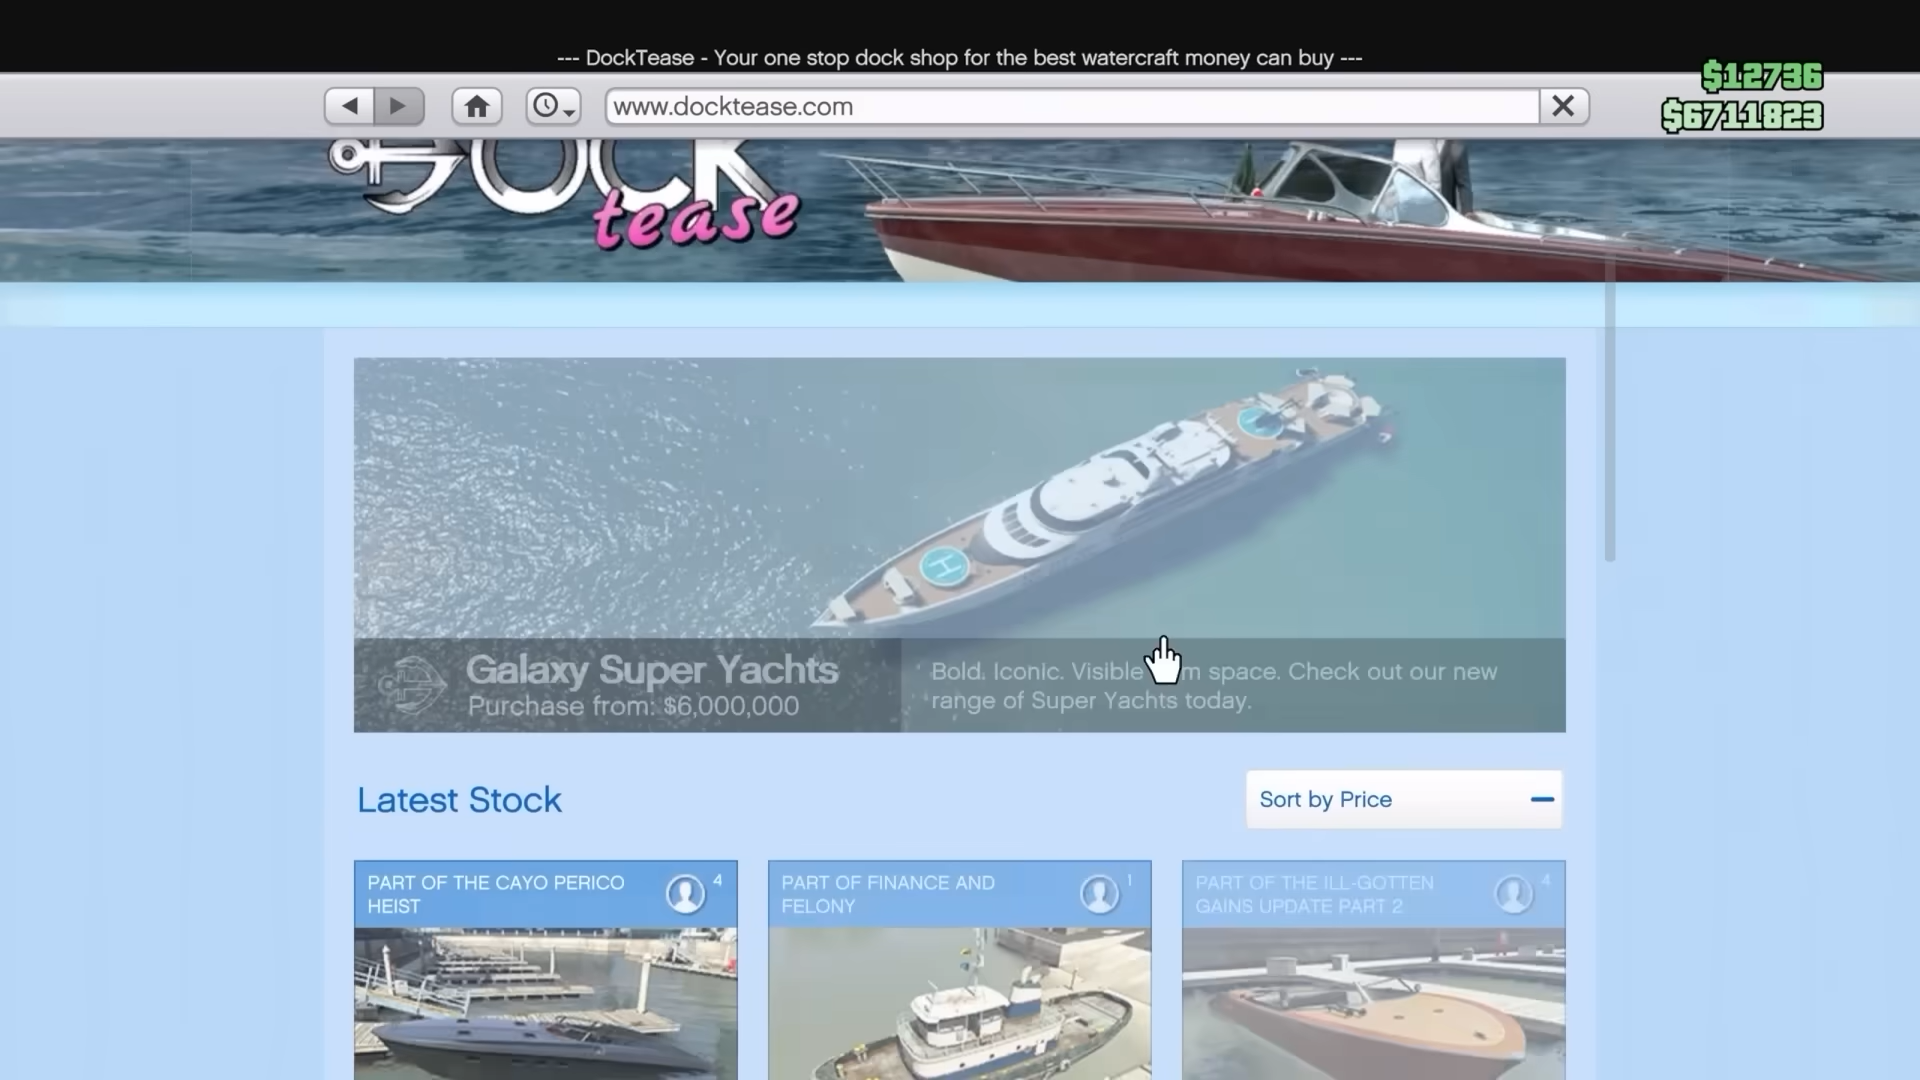 --- DockTease - Your one stop dock shop for the best watercraft money can buy ---
www.docktease.com
$12736
$6711823
DOCK
tease
H
Galaxy Super Yachts
Purchase from: $6,000,000
Bold. Iconic. Visible space. Check out our new
range of Super Yachts today.
Latest Stock
Sort by Price
PART OF THE CAYO PERICO
HEIST
4
PART OF FINANCE AND
FELONY
1
PART OF THE ILL-GOTTEN
GAINS UPDATE PART 2
4